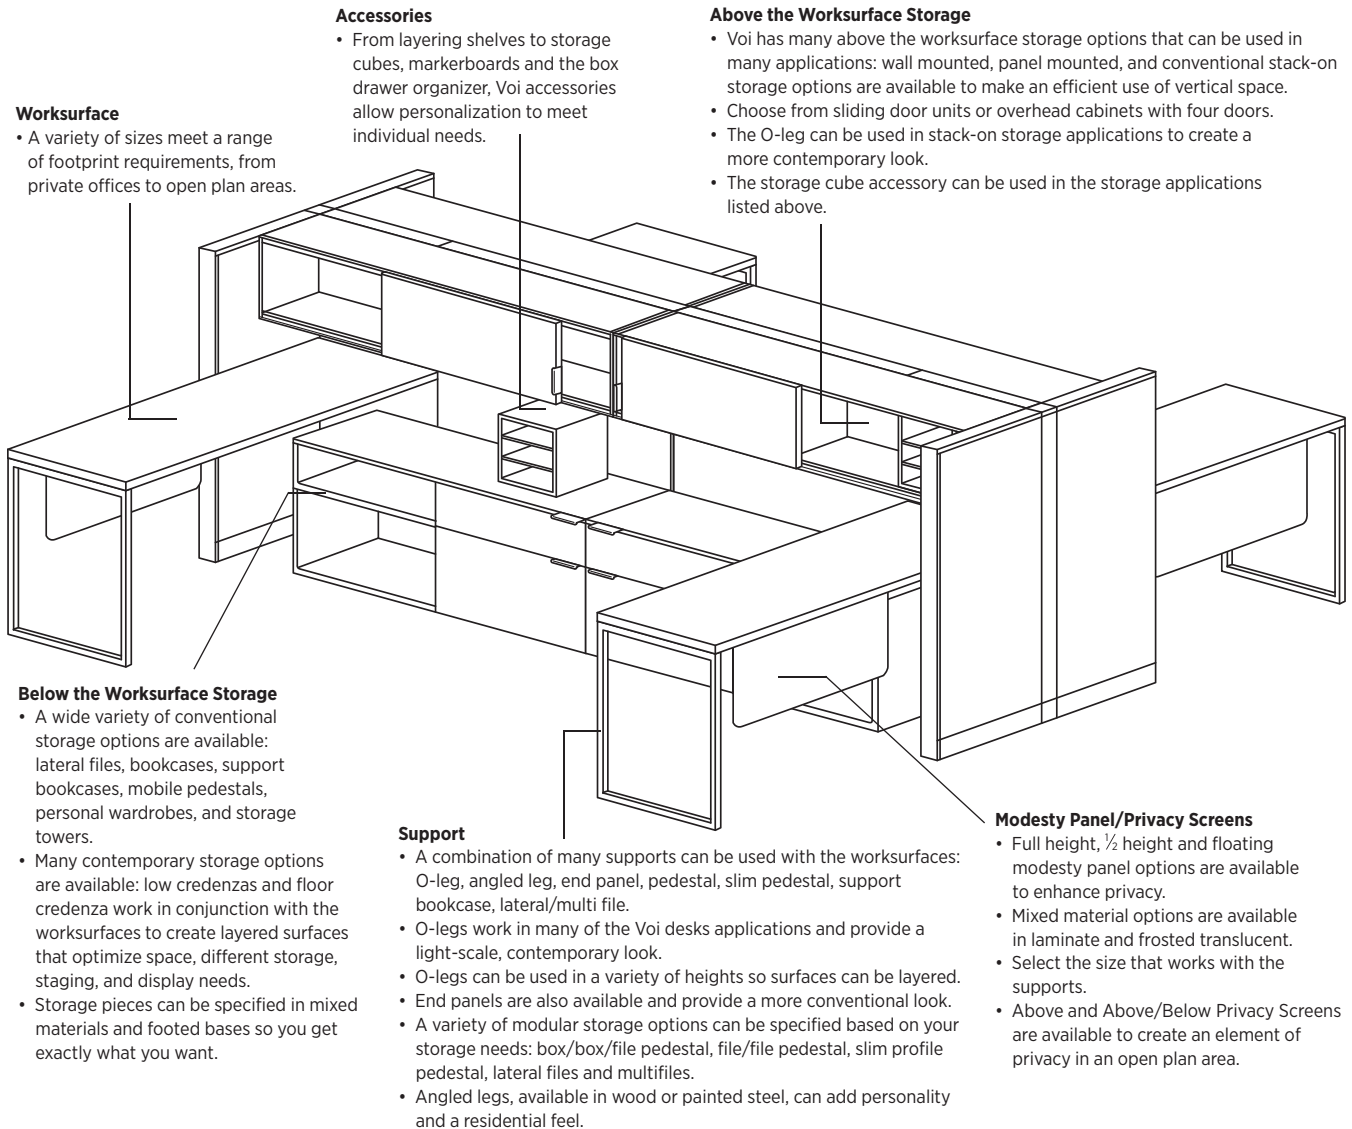 Accessories
• From layering shelves to storage
cubes, markerboards and the box
drawer organizer, Voi accessories
allow personalization to meet
individual needs.
Above the Worksurface Storage
• Voi has many above the worksurface storage options that can be used in
many applications: wall mounted, panel mounted, and conventional stack-on
storage options are available to make an efficient use of vertical space.
• Choose from sliding door units or overhead cabinets with four doors.
• The O-leg can be used in stack-on storage applications to create a
more contemporary look.
• The storage cube accessory can be used in the storage applications
listed above.
Worksurface
• A variety of sizes meet a range
of footprint requirements, from
private offices to open plan areas.
Below the Worksurface Storage
• A wide variety of conventional
storage options are available:
lateral files, bookcases, support
bookcases, mobile pedestals,
personal wardrobes, and storage
towers.
• Many contemporary storage options
are available: low credenzas and floor
credenza work in conjunction with the
worksurfaces to create layered surfaces
that optimize space, different storage,
staging, and display needs.
• Storage pieces can be specified in mixed
materials and footed bases so you get
exactly what you want.
Support
• A combination of many supports can be used with the worksurfaces:
O-leg, angled leg, end panel, pedestal, slim pedestal, support
bookcase, lateral/multi file.
• O-legs work in many of the Voi desks applications and provide a
light-scale, contemporary look.
• O-legs can be used in a variety of heights so surfaces can be layered.
• End panels are also available and provide a more conventional look.
• A variety of modular storage options can be specified based on your
storage needs: box/box/file pedestal, file/file pedestal, slim profile
pedestal, lateral files and multifiles.
• Angled legs, available in wood or painted steel, can add personality
and a residential feel.
Modesty Panel/Privacy Screens
• Full height, ½ height and floating
modesty panel options are available
to enhance privacy.
• Mixed material options are available
in laminate and frosted translucent.
• Select the size that works with the
supports.
• Above and Above/Below Privacy Screens
are available to create an element of
privacy in an open plan area.